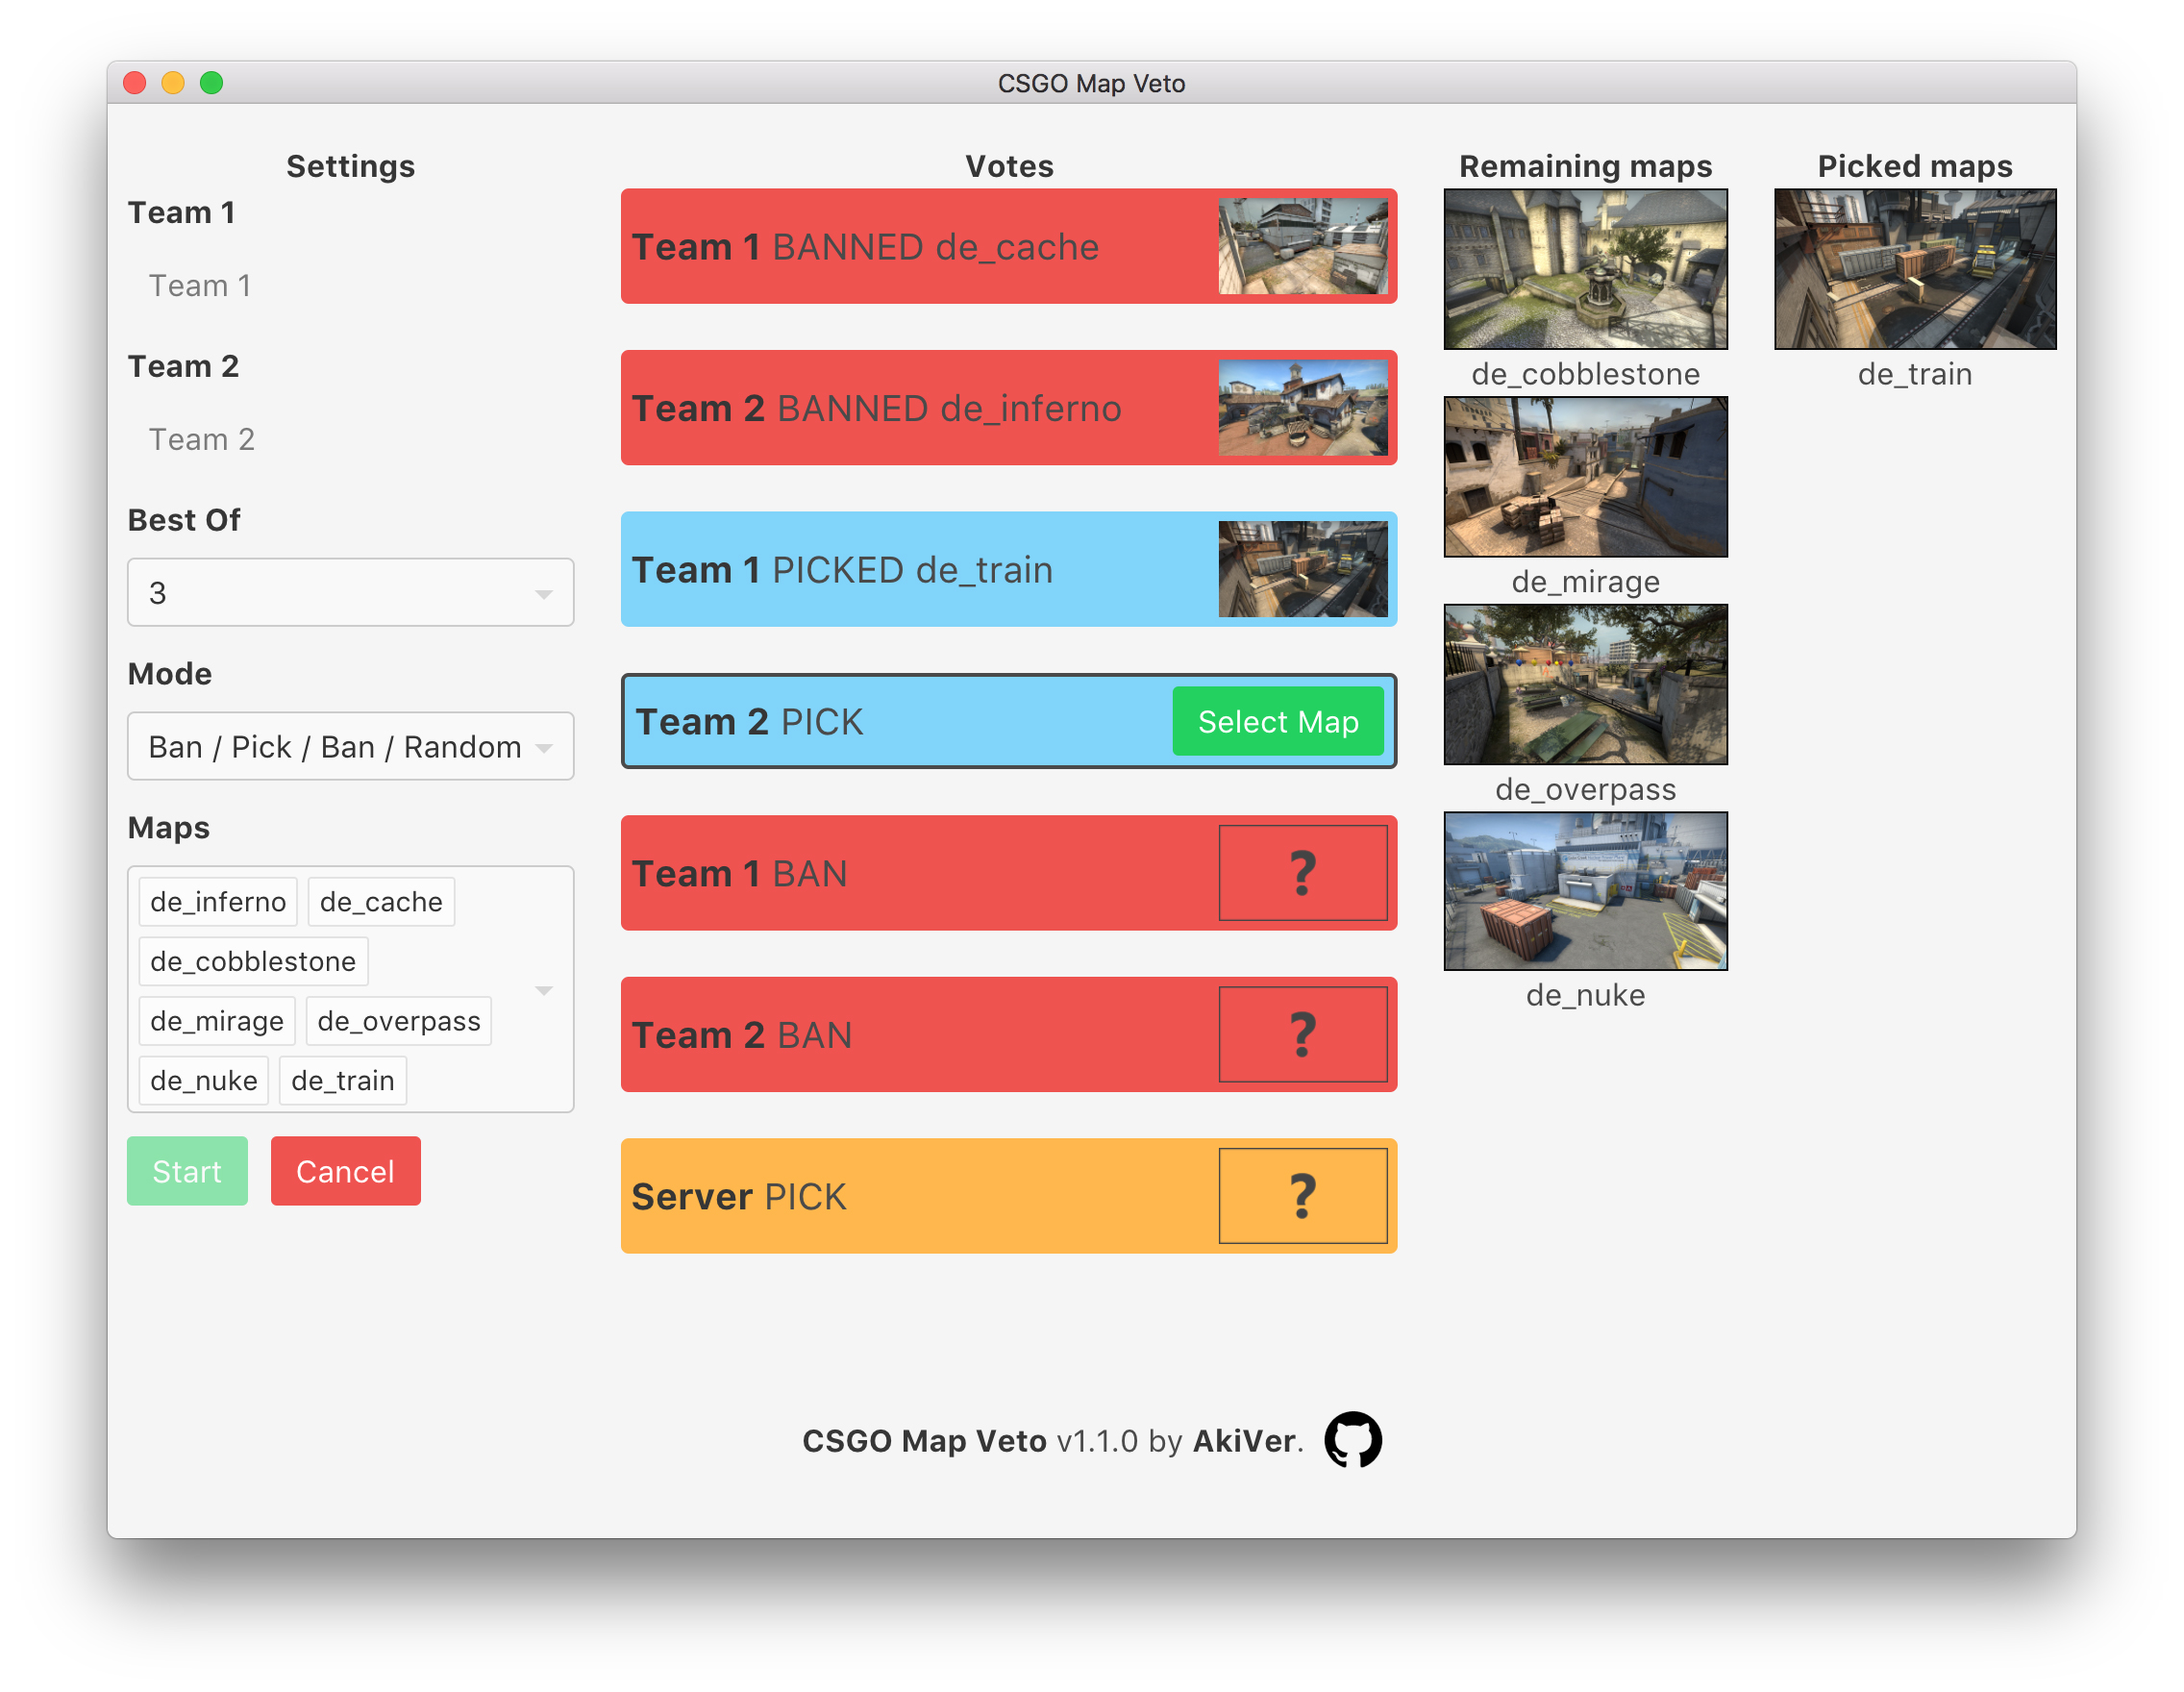 CSGO Map Veto
Settings
Team 1
Team 1
Team 2
Team 2
Best Of
3
Mode
Ban / Pick / Ban / Random
Maps
de_inferno de_cache
de_cobblestone
de_mirage de_overpass
de_nuke de_train
Start Cancel
Votes
Team 1 BANNED de_cache
Team 2 BANNED de_inferno
Team 1 PICKED de_train
Team 2 PICK Select Map
Team 1 BAN ?
Team 2 BAN ?
Server PICK ?
Remaining maps
de_cobblestone
de_mirage
de_overpass
de_nuke
Picked maps
de_train
CSGO Map Veto v1.1.0 by AkiVer.